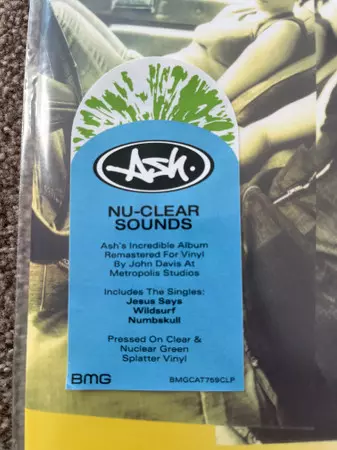 Ash.
NU-CLEAR
SOUNDS
Ash's Incredible Album
Remastered For Vinyl
By John Davis At
Metropolis Studios
Includes The Singles:
Jesus Says
Wildsurf
Numbskull
Pressed On Clear &
Nuclear Green
Splatter Vinyl
BMG
BMGCAT759CLP